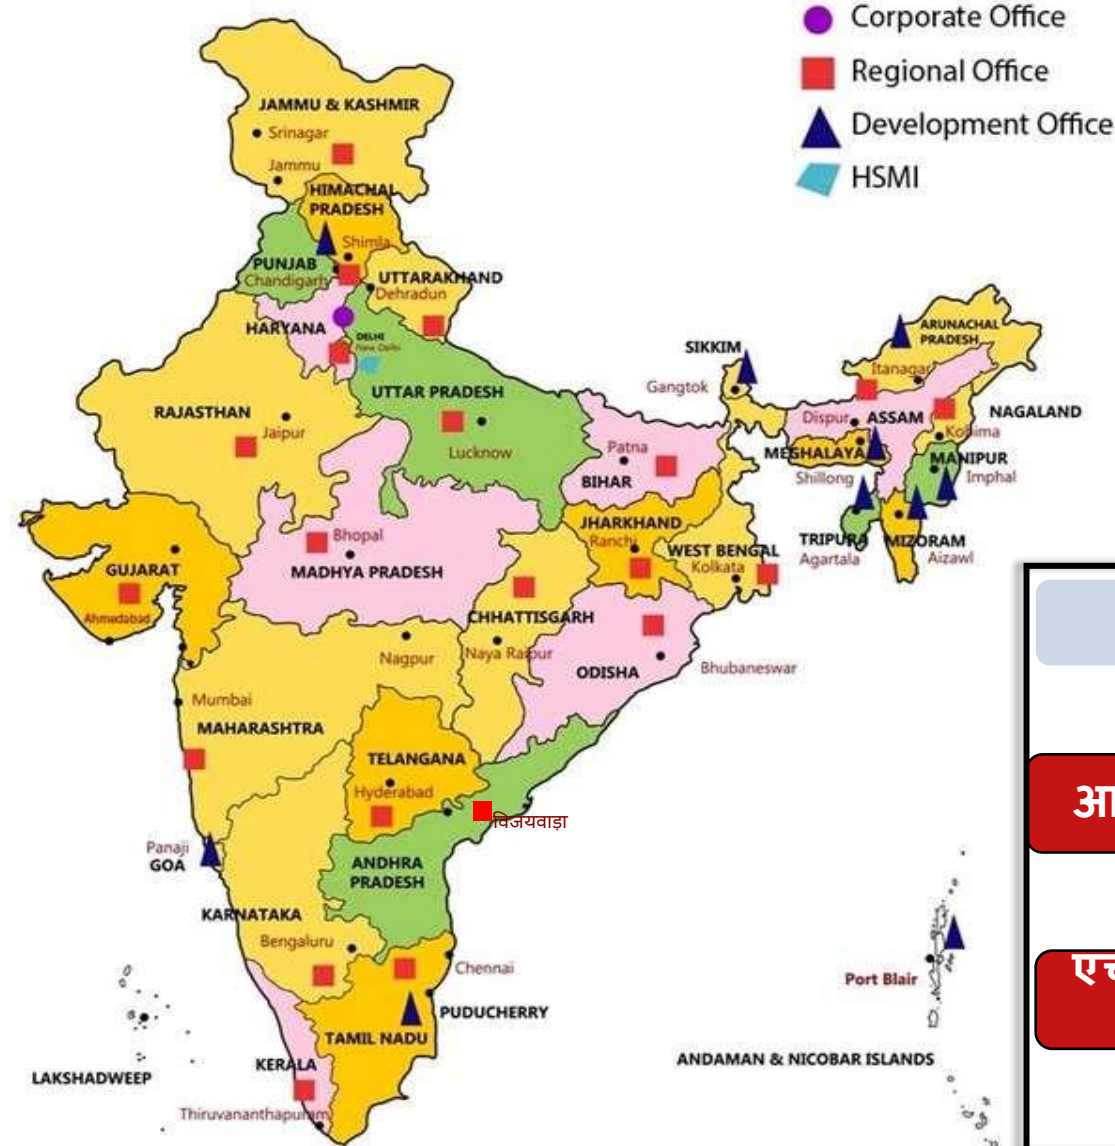 Corporate Office
Regional Office
Development Office
HSMI
JAMMU & KASHMIR
Srinagar
Jammu
HIMACHAL
PRADESH
Shimla
PUNJAB
Chandigarh
UTTARAKHAND
Dehradun
HARYANA
DELHI
New Delhi
ARUNACHAL
PRADESH
SIKKIM
Itanagar
Gangtok
UTTAR PRADESH
RAJASTHAN
Jaipur
Lucknow
Dispur
ASSAM
NAGALAND
Kohima
Patna
BIHAR
MEGHALAYA
MANIPUR
Shillong
Imphal
JHARKHAND
Ranchi
Bhopal
MADHYA PRADESH
WEST BENGAL
Kolkata
TRIPURA
MIZORAM
Agartala
Aizawl
GUJARAT
Ahmedabad
CHHATTISGARH
Naya Raipur
Nagpur
ODISHA
Bhubaneswar
Mumbai
MAHARASHTRA
TELANGANA
Hyderabad
विजयवाड़ा
आ
Panaji
GOA
ANDHRA
PRADESH
KARNATAKA
Bengaluru
Chennai
एच
Port Blair
PUDUCHERRY
TAMIL NADU
KERALA
LAKSHADWEEP
ANDAMAN & NICOBAR ISLANDS
Thiruvananthapuram